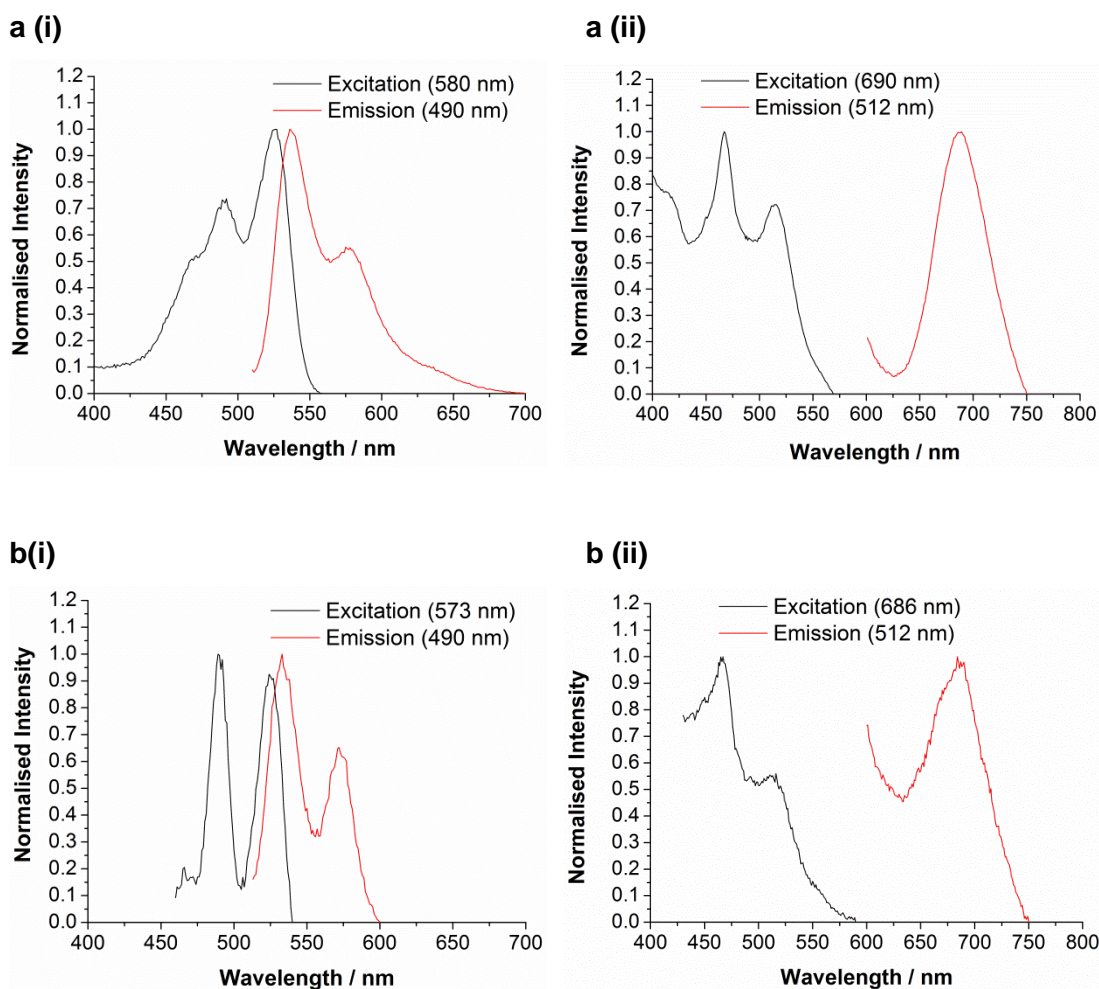 a (i)
a (ii)
1.2
1.1
1.0
0.9
0.8
0.7
0.6
0.5
0.4
0.3
0.2
0.1
0.0
Normalised Intensity
Excitation (580 nm)
Emission (490 nm)
400 450 500 550 600 650 700
Wavelength / nm
1.2
1.1
1.0
0.9
0.8
0.7
0.6
0.5
0.4
0.3
0.2
0.1
0.0
Normalised Intensity
Excitation (690 nm)
Emission (512 nm)
400 450 500 550 600 650 700 750 800
Wavelength / nm
b(i)
b (ii)
1.2
1.1
1.0
0.9
0.8
0.7
0.6
0.5
0.4
0.3
0.2
0.1
0.0
Normalised Intensity
Excitation (573 nm)
Emission (490 nm)
400 450 500 550 600 650 700
Wavelength / nm
1.2
1.1
1.0
0.9
0.8
0.7
0.6
0.5
0.4
0.3
0.2
0.1
0.0
Normalised Intensity
Excitation (686 nm)
Emission (512 nm)
400 450 500 550 600 650 700 750 800
Wavelength / nm